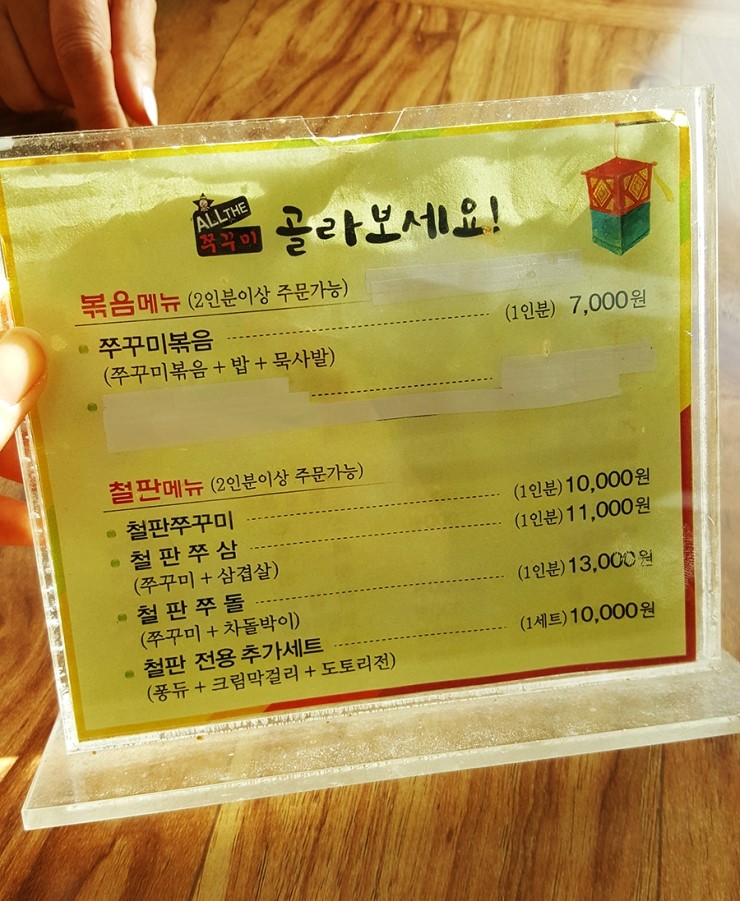 ALL THE
쭈꾸미
골라보세요!
볶음메뉴 (2인분이상 주문가능)
쭈꾸미볶음 (1인분) 7,000원
(쭈꾸미볶음 + 밥 + 묵사발)
철판메뉴 (2인분이상 주문가능)
철판쭈꾸미 (1인분) 10,000원
철판쭈삼 (1인분) 11,000원
(쭈꾸미 + 삼겹살)
철판쭈돌 (1인분) 13,000원
(쭈꾸미 + 차돌박이)
철판 전용 추가세트 (1세트) 10,000원
(퐁듀 + 크림막걸리 + 도토리전)